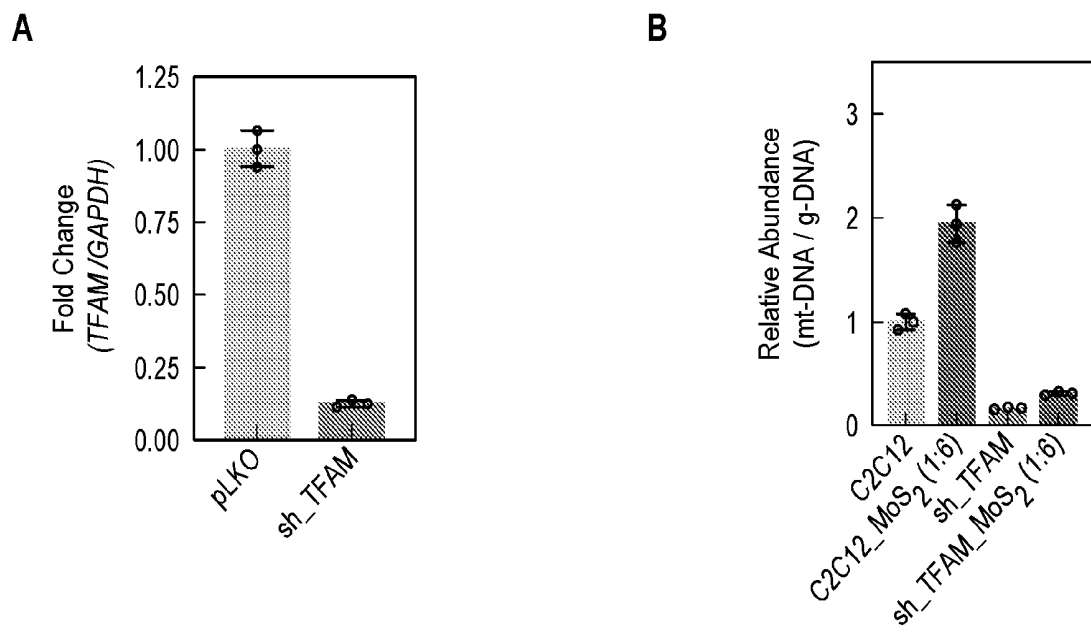 A
1.25
1.00
0.75
0.50
0.25
0.00
Fold Change
(TFAM /GAPDH)
pLKO
sh_TFAM
B
3
2
1
0
Relative Abundance
(mt-DNA / g-DNA)
C2C12
C2C12_MoS2 (1:6)
sh_TFAM
sh_TFAM_MoS2 (1:6)